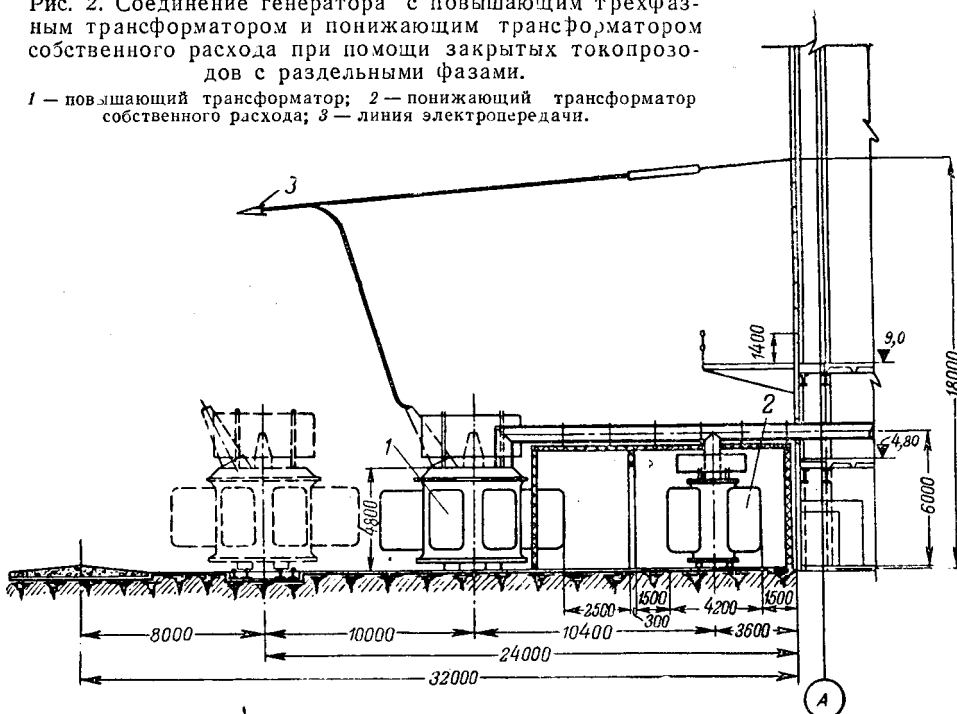 Рис. 2. Соединение генератора с повышающим трехфаз-
ным трансформатором и понижающим трансформатором
собственного расхода при помощи закрытых токопрозо-
дов с раздельными фазами.
1 — повышающий трансформатор; 2 — понижающий трансформатор
собственного расхода; 3 — линия электропередачи.
3
1400
9,0
18000
2
1
4,80
4800
6000
1500
4200
1500
2500
300
8000
10000
10400
3600
24000
32000
А